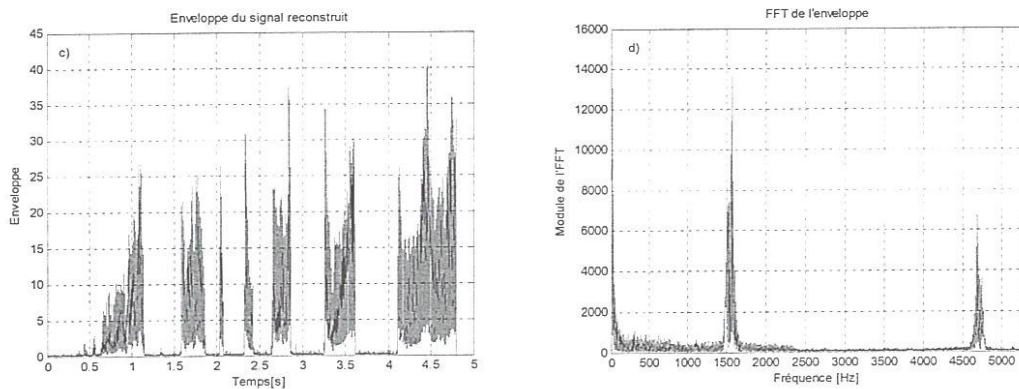 Enveloppe du signal reconstruit
c)
45
40
35
30
25
20
15
10
5
0
Enveloppe
0 0.5 1 1.5 2 2.5 3 3.5 4 4.5 5
Temps[s]
FFT de l'enveloppe
d)
16000
14000
12000
10000
8000
6000
4000
2000
0
Module de l'FFT
0 500 1000 1500 2000 2500 3000 3500 4000 4500 5000
Fréquence [Hz]